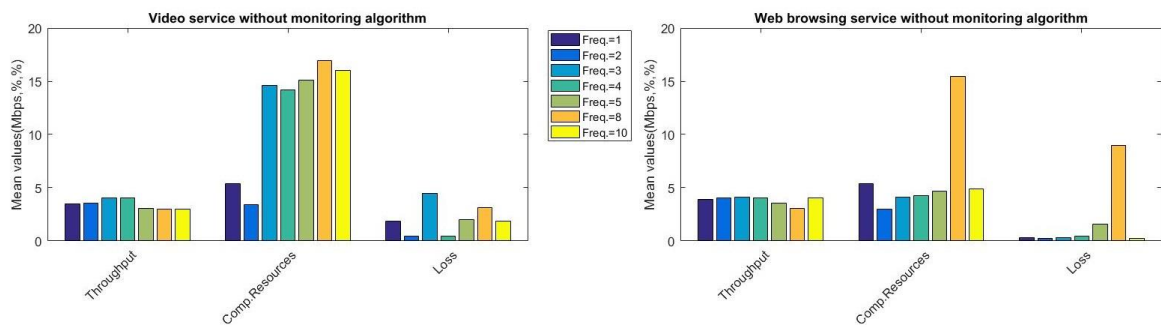 Video service without monitoring algorithm
Mean values(Mbps,%,%)
20
15
10
5
0
Throughput
Comp.Resources
Loss
Freq.=1
Freq.=2
Freq.=3
Freq.=4
Freq.=5
Freq.=8
Freq.=10
Web browsing service without monitoring algorithm
Mean values(Mbps,%,%)
20
15
10
5
0
Throughput
Comp.Resources
Loss